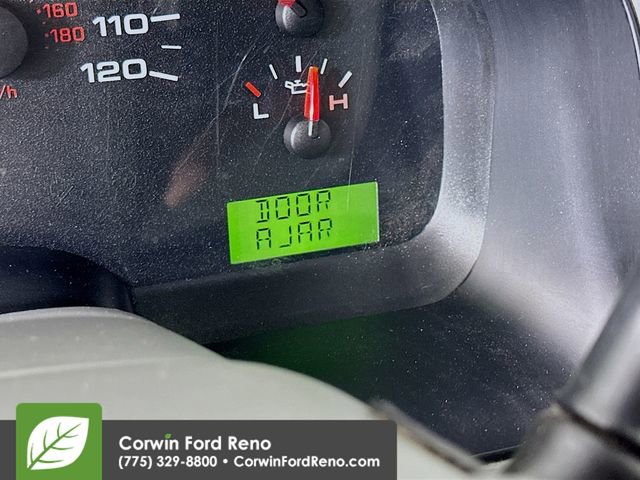 160
110
180
120
/h
L
H
DOOR
AJAR
Corwin Ford Reno
(775) 329-8800 • CorwinFordReno.com